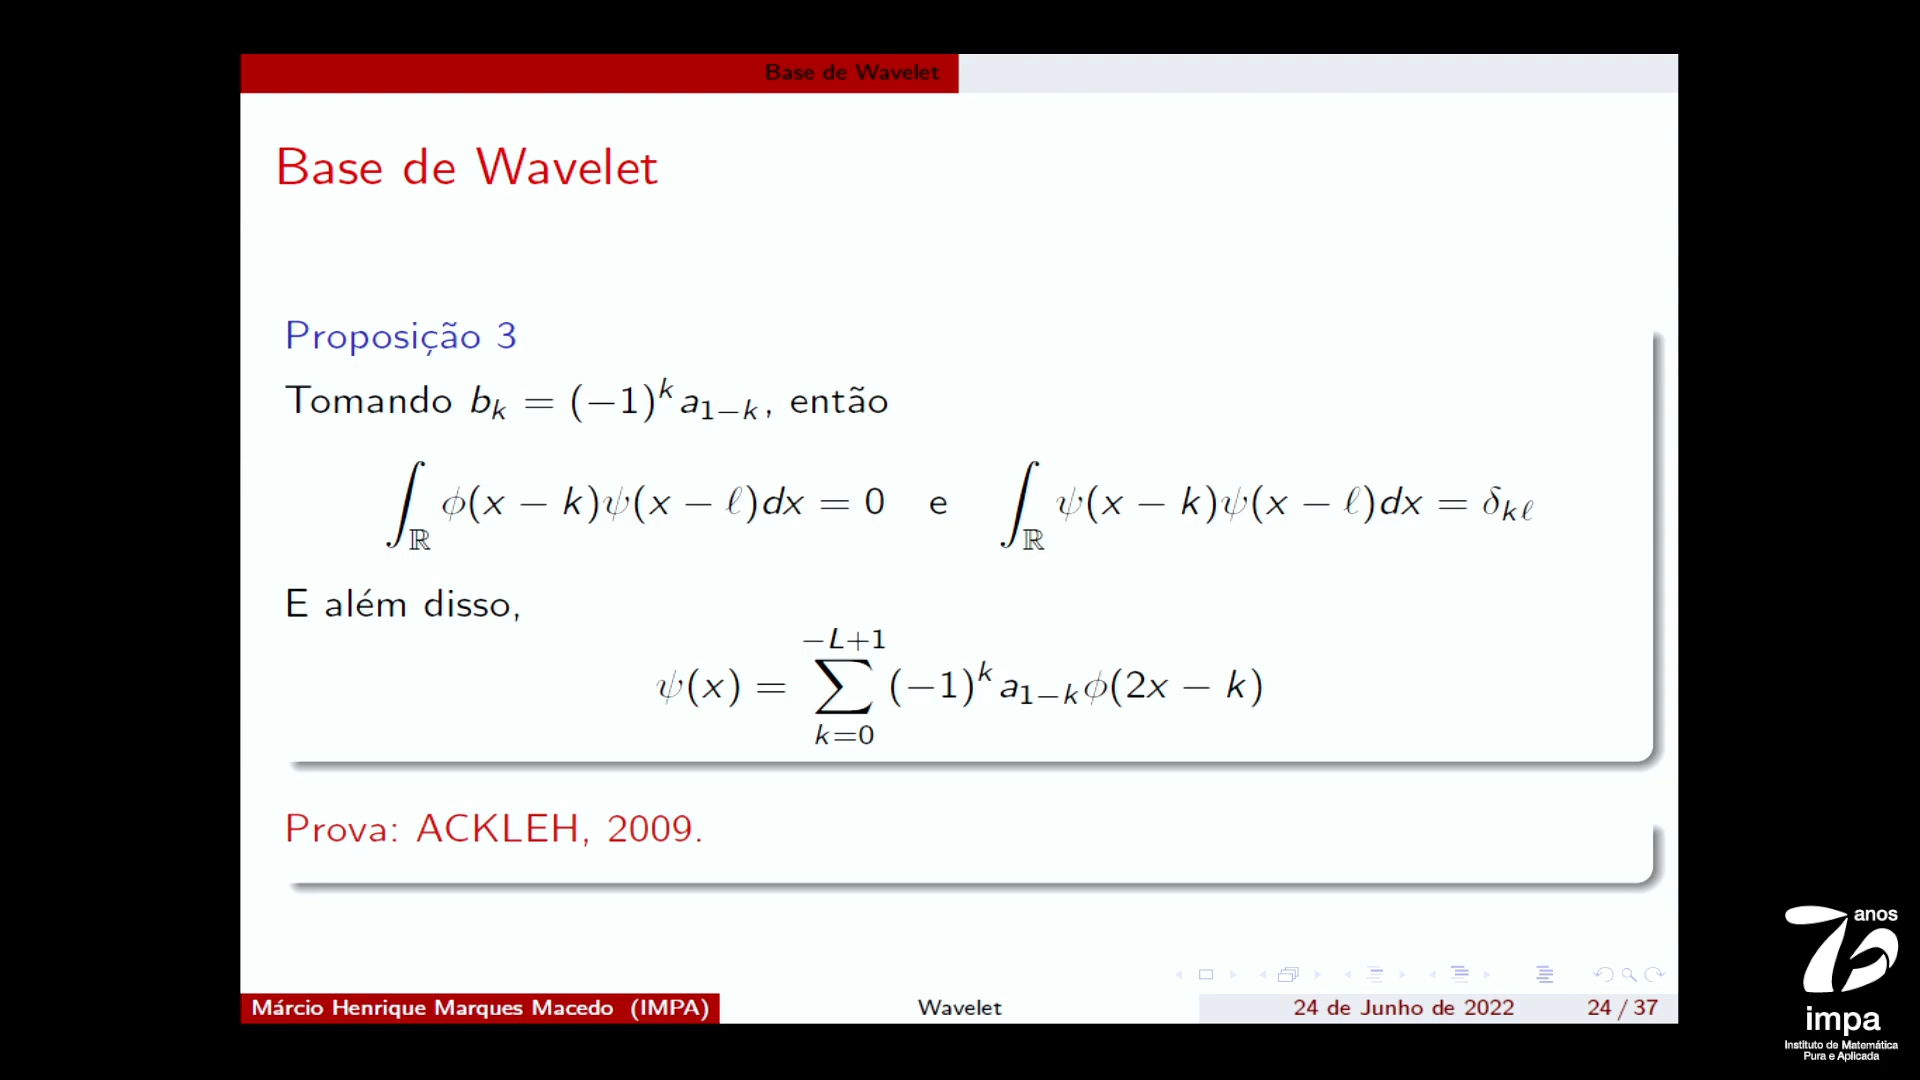 Base de Wavelet
Base de Wavelet
Proposição 3
Tomando b_k = (−1)^k a_{1−k}, então
∫_ℝ ϕ(x − k)ψ(x − ℓ)dx = 0 e ∫_ℝ ψ(x − k)ψ(x − ℓ)dx = δ_{kℓ}
E além disso,
ψ(x) = ∑_{k=0}^{−L+1} (−1)^k a_{1−k} ϕ(2x − k)
Prova: ACKLEH, 2009.
Márcio Henrique Marques Macedo (IMPA) Wavelet 24 de Junho de 2022 24 / 37
anos
impa
Instituto de Matemática
Pura e Aplicada